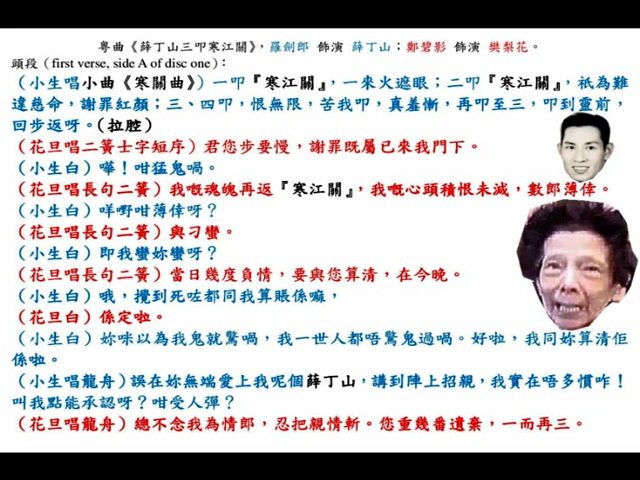 粵曲《薛丁山三叩寒江關》，羅劍郎 飾演 薛丁山；鄭碧影 飾演 樊梨花。
頭段 (first verse, side A of disc one)：
（小生唱小曲《寒關曲》）一叩『寒江關』，一來火遮眼；二叩『寒江關』，祇為難
違慈命，謝罪紅顏；三、四叩，恨無限，苦我叩，真羞慚，再叩至三，叩到靈前，
回步返呀。（拉腔）
（花旦唱二簧士字短序）君您步要慢，謝罪既屬已來我門下。
（小生白）嘩！咁猛鬼喎。
（花旦唱長句二簧）我嘅魂魄再返『寒江關』，我嘅心頭積恨未減，數郎薄倖。
（小生白）咩嘢咁薄倖呀？
（花旦唱長句二簧）與刁蠻。
（小生白）即我蠻妳蠻呀？
（花旦唱長句二簧）當日幾度負情，要與您算清，在今晚。
（小生白）哦，攪到死咗都同我算賬係嘛，
（花旦白）係定啦。
（小生白）妳咪以為我鬼就驚喎，我一世人都唔驚鬼過喎。好啦，我同妳算清佢
係啦。
（小生唱龍舟）誤在妳無端愛上我呢個薛丁山，講到陣上招親，我實在唔多慣咋！
叫我點能承認呀？咁受人彈？
（花旦唱龍舟）總不念我為情郎，忍把親情斬。您重幾番遺棄，一而再三。